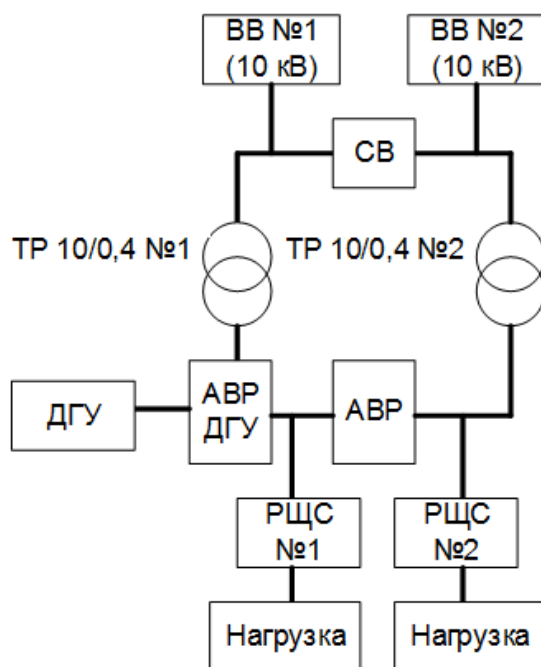 ВВ №1
(10 кВ)
ВВ №2
(10 кВ)
СВ
ТР 10/0,4 №1
ТР 10/0,4 №2
ДГУ
АВР
ДГУ
АВР
РЩС
№1
РЩС
№2
Нагрузка
Нагрузка